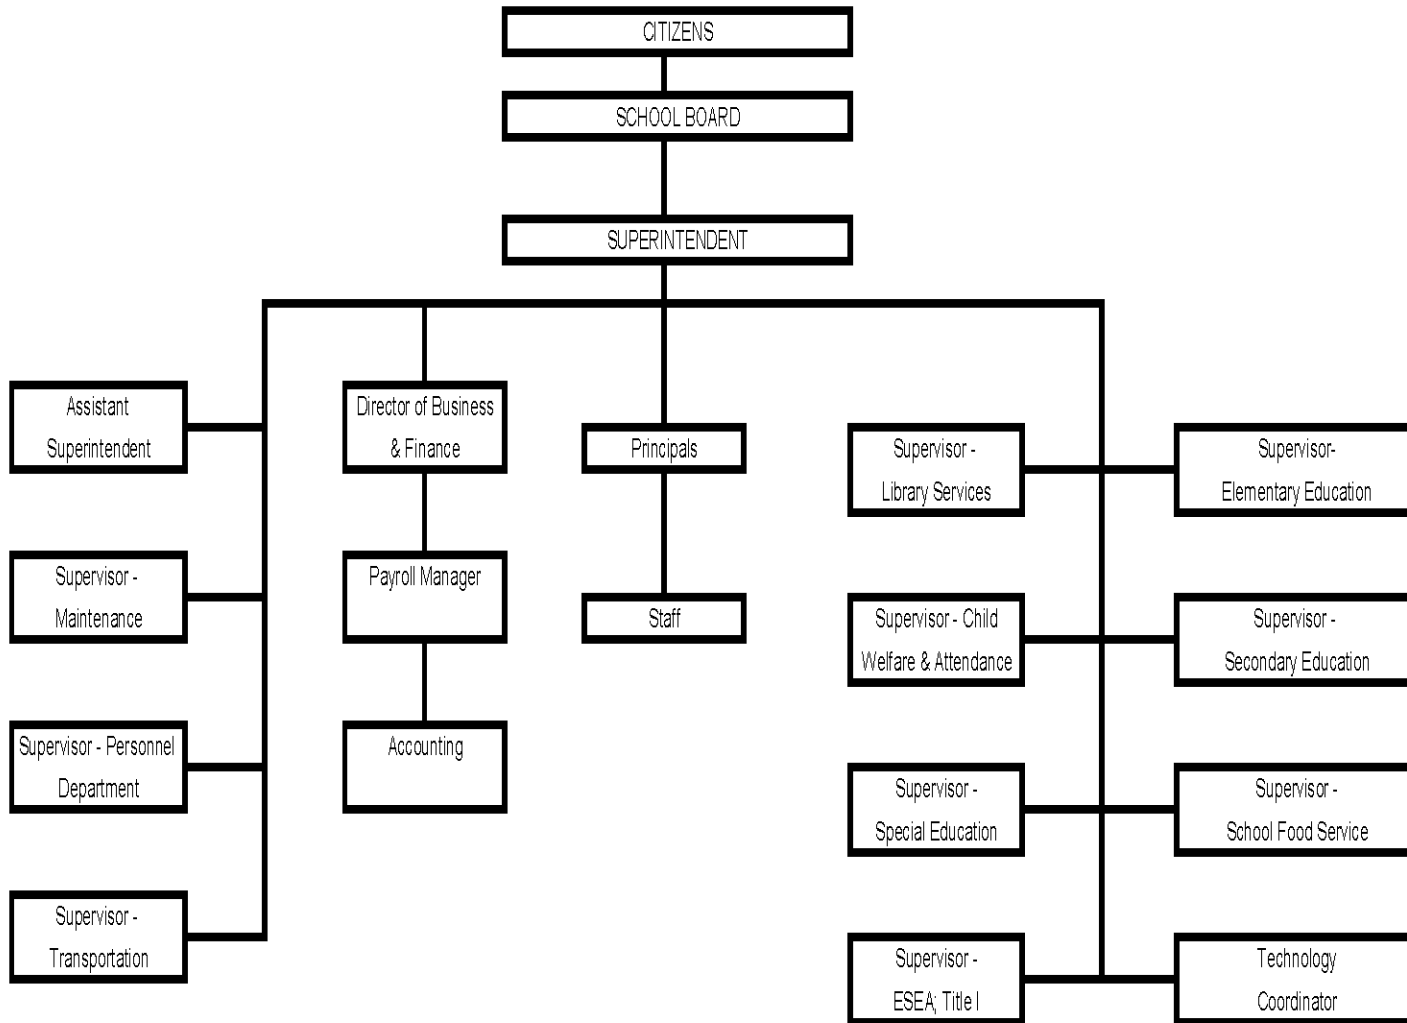 CITIZENS
SCHOOL BOARD
SUPERINTENDENT
Assistant
Superintendent
Director of Business
& Finance
Principals
Supervisor -
Library Services
Supervisor-
Elementary Education
Supervisor -
Maintenance
Payroll Manager
Staff
Supervisor - Child
Welfare & Attendance
Supervisor -
Secondary Education
Supervisor - Personnel
Department
Accounting
Supervisor -
Special Education
Supervisor -
School Food Service
Supervisor -
Transportation
Supervisor -
ESEA; Title I
Technology
Coordinator